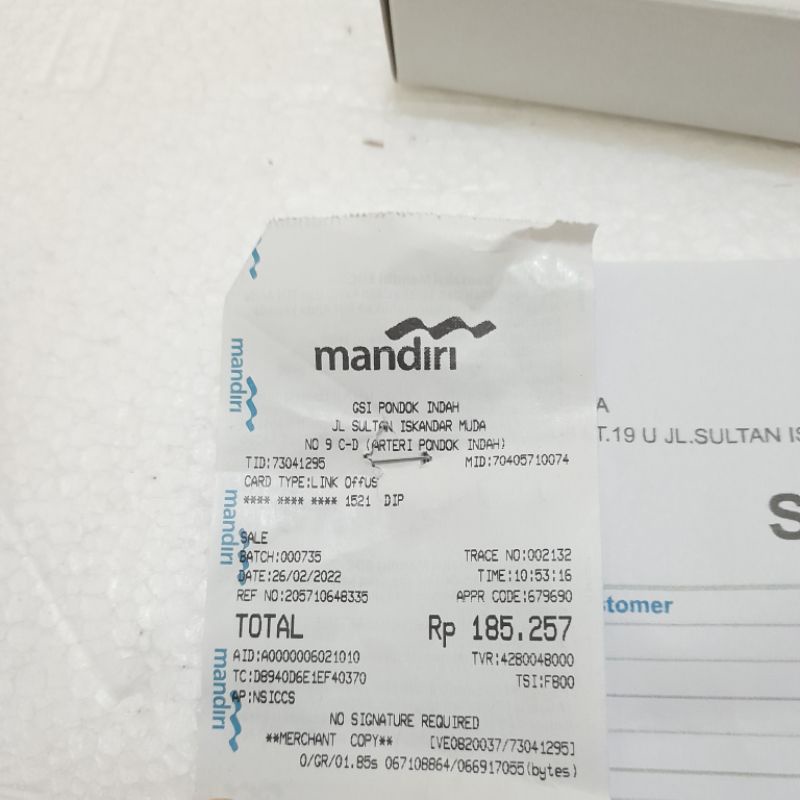 mandiri
GSI PONDOK INDAH
JL SULTAN ISKANDAR MUDA
NO 9 C-D (ARTERI PONDOK INDAH)
TID:73041295 MID:70405710074
CARD TYPE:LINK OffUS
**** **** **** 1521 DIP
SALE
BATCH:000735 TRACE NO:002132
DATE:26/02/2022 TIME:10:53:16
REF NO:205710648335 APPR CODE:679690
TOTAL Rp 185.257
AID:A0000006021010 TVR:4280048000
TC:D8940D6E1EF40370 TSI:F800
AP:NSICCS
NO SIGNATURE REQUIRED
**MERCHANT COPY** [VE0820037/73041295]
0/GR/01.85s 067108864/066917055(bytes)
mandiri
mandiri
mandiri
A
T.19 U JL.SULTAN IS
S
stomer